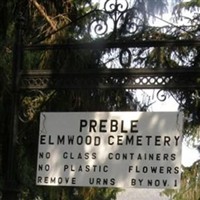 PREBLE
ELMWOOD CEMETERY
NO GLASS CONTAINERS
NO PLASTIC FLOWERS
REMOVE URNS BY NOV. 1